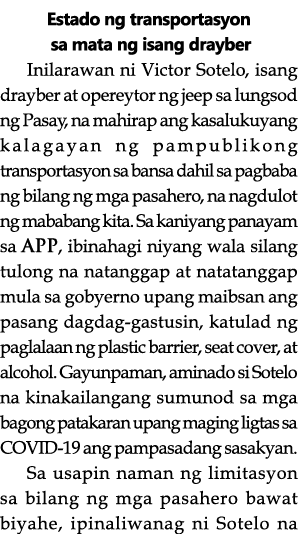 Estado ng transportasyon
sa mata ng isang drayber
Inilarawan ni Victor Sotelo, isang
drayber at opereytor ng jeep sa lungsod
ng Pasay, na mahirap ang kasalukuyang
kalagayan ng pampublikong
transportasyon sa bansa dahil sa pagbaba
ng bilang ng mga pasahero, na nagdulot
ng mababang kita. Sa kaniyang panayam
sa APP, ibinahagi niyang wala silang
tulong na natanggap at natatanggap
mula sa gobyerno upang maibsan ang
pasang dagdag-gastusin, katulad ng
paglalaan ng plastic barrier, seat cover, at
alcohol. Gayunpaman, aminado si Sotelo
na kinakailangang sumunod sa mga
bagong patakaran upang maging ligtas sa
COVID-19 ang pampasadang sasakyan.
Sa usapin naman ng limitasyon
sa bilang ng mga pasahero bawat
biyahe, ipinaliwanag ni Sotelo na